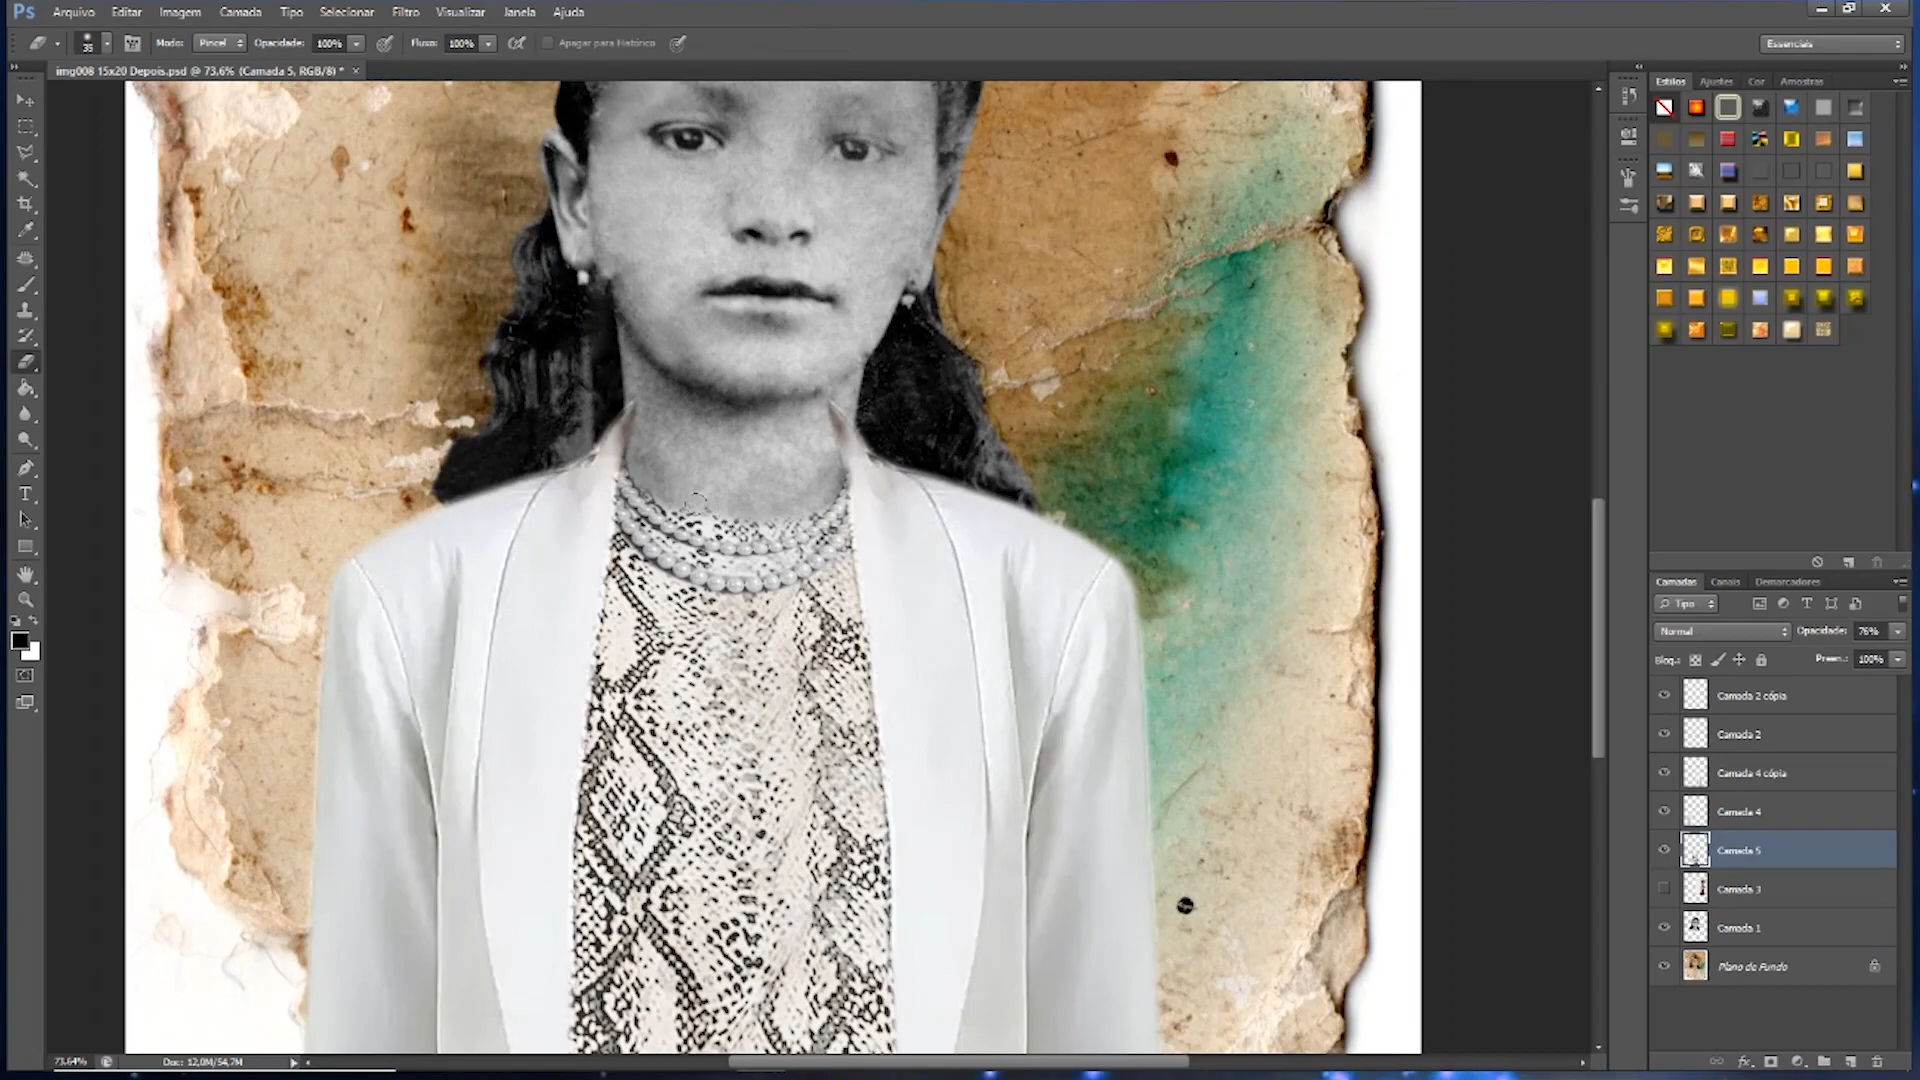 Ps Arquivo Editar Imagem Camada Tipo Selecionar Filtro Visualizar Janela Ajuda
35 Modo: Pincel Opacidade: 100% Fluxo: 100% Apagar para Histórico Essenciais
img008 15x20 Depois.psd @ 73,6% (Camada 5, RGB/8) * ×
Estilos Ajustes Cor Amostras
Camadas Canais Demarcadores
Tipo
Normal Opacidade: 76%
Bloq.: Preen.: 100%
Camada 2 cópia
Camada 2
Camada 4 cópia
Camada 4
Camada 5
Camada 3
Camada 1
Plano de Fundo
73,64% Doc: 12,0M/54,7M